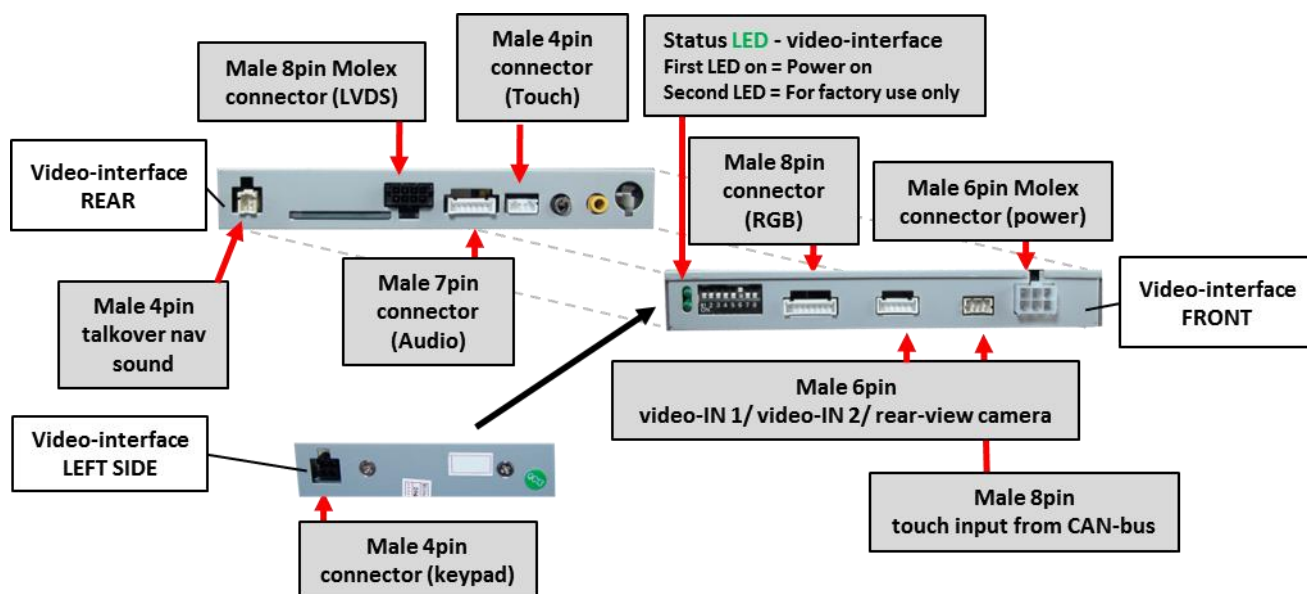 Male 8pin Molex
connector (LVDS)
Male 4pin
connector
(Touch)
Status LED - video-interface
First LED on = Power on
Second LED = For factory use only
Video-interface
REAR
Male 8pin
connector
(RGB)
Male 6pin Molex
connector (power)
Male 4pin
talkover nav
sound
Male 7pin
connector
(Audio)
Video-interface
FRONT
Male 6pin
video-IN 1/ video-IN 2/ rear-view camera
Video-interface
LEFT SIDE
Male 4pin
connector (keypad)
Male 8pin
touch input from CAN-bus